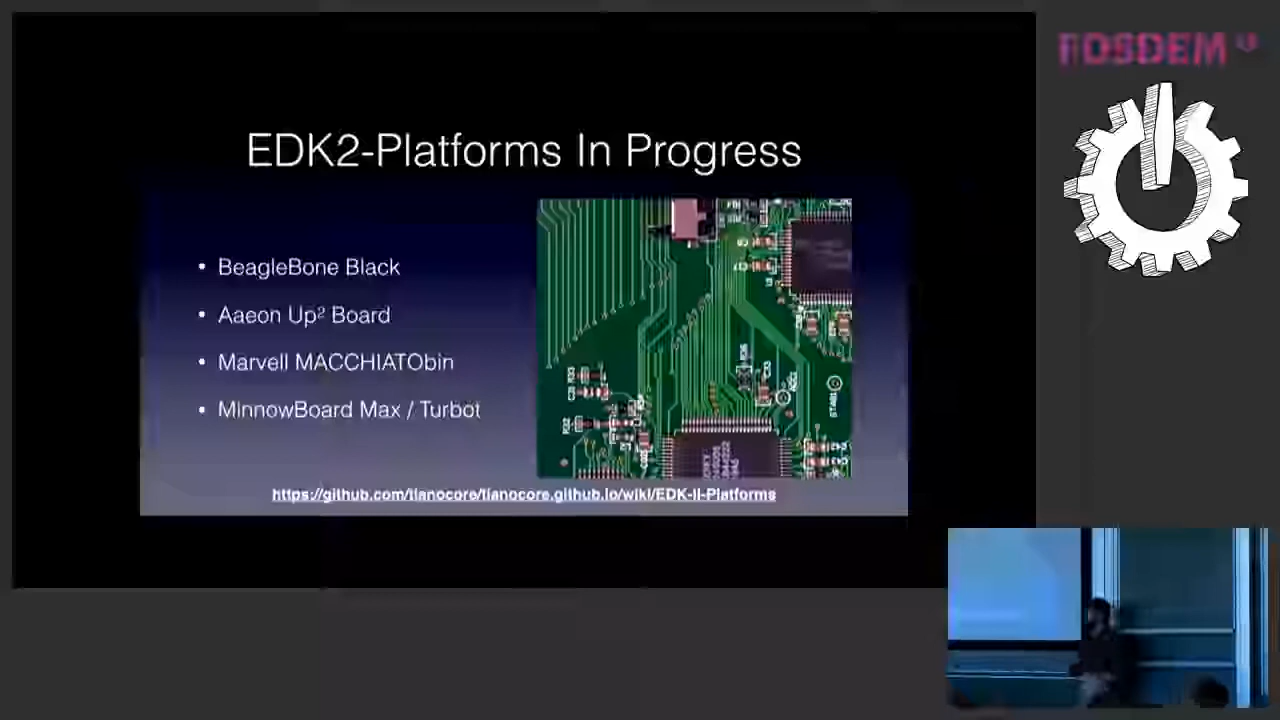 FOSDEM
EDK2-Platforms In Progress
• BeagleBone Black
• Aaeon Up² Board
• Marvell MACCHIATObin
• MinnowBoard Max / Turbot
https://github.com/tianocore/tianocore.github.io/wiki/EDK-II-Platforms